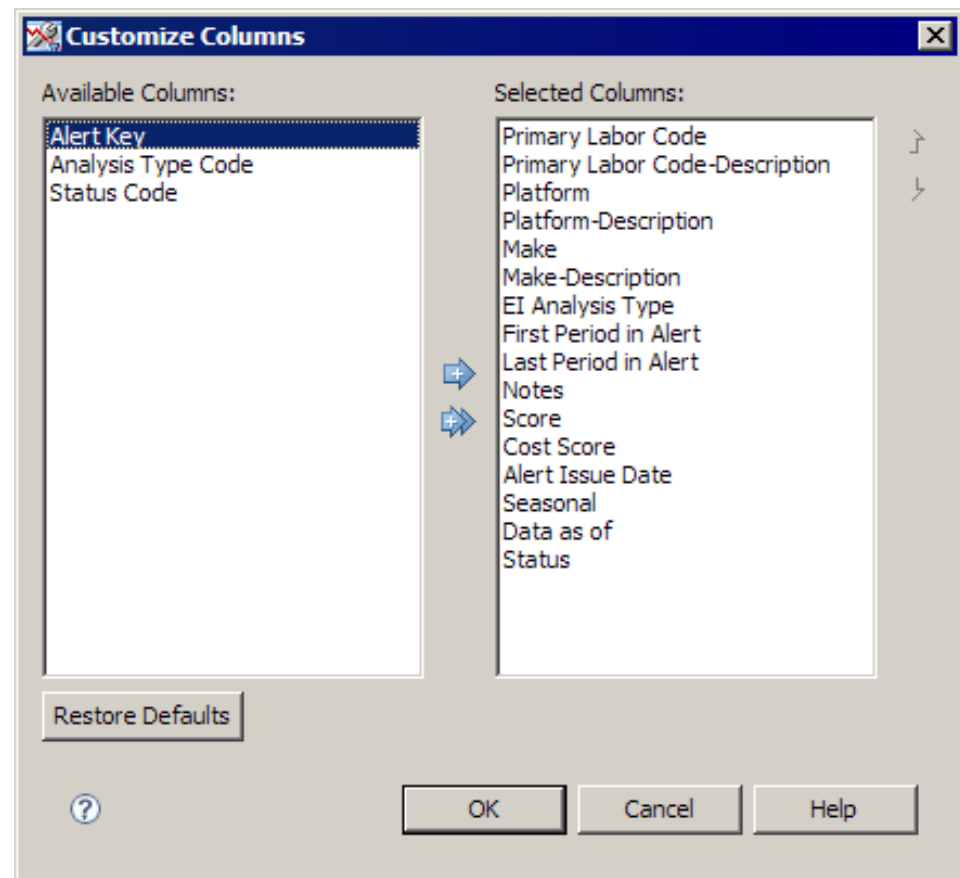 Customize Columns
Available Columns:
Alert Key
Analysis Type Code
Status Code
Selected Columns:
Primary Labor Code
Primary Labor Code-Description
Platform
Platform-Description
Make
Make-Description
EI Analysis Type
First Period in Alert
Last Period in Alert
Notes
Score
Cost Score
Alert Issue Date
Seasonal
Data as of
Status
Restore Defaults
?
OK
Cancel
Help